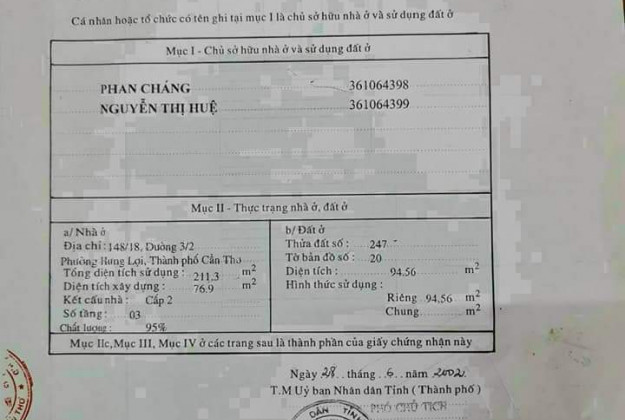 Cá nhân hoặc tổ chức có tên ghi tại mục I là chủ sở hữu nhà ở và sử dụng đất ở
Mục I - Chủ sở hữu nhà ở và sử dụng đất ở
PHAN CHÁNG 361064398
NGUYỄN THỊ HUỆ 361064399
Mục II - Thực trạng nhà ở, đất ở
a/ Nhà ở
Địa chỉ : 148/18, Đường 3/2
Phường Hưng Lợi, Thành phố Cần Thơ
Tổng diện tích sử dụng : 211.3 m2
Diện tích xây dựng : 76.9 m2
Kết cấu nhà : Cấp 2
Số tầng : 03
Chất lượng : 95%
b/ Đất ở
Thửa đất số : 247
Tờ bản đồ số : 20
Diện tích : 94.56 m2
Hình thức sử dụng :
Riêng 94.56 m2
Chung m2
Mục IIc, Mục III, Mục IV ở các trang sau là thành phần của giấy chứng nhận này
Ngày 28 tháng 6 năm 2002
T.M Uỷ ban Nhân dân Tỉnh ( Thành phố )
PHÓ CHỦ TỊCH
DÂN TỈNH